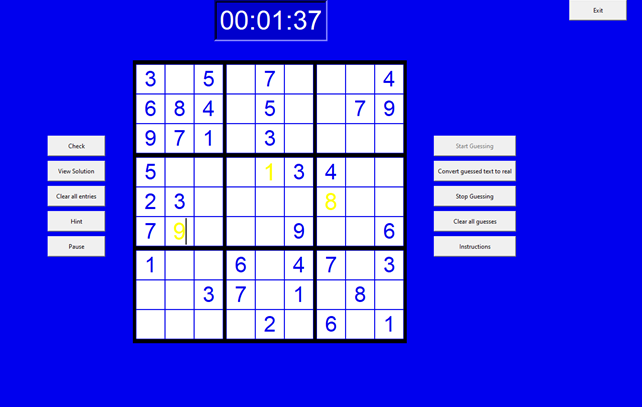 00:01:37
Exit
3 5 7 4
6 8 4 5 7 9
9 7 1 3
5 1 3 4
2 3 8
7 9 9 6
1 6 4 7 3
3 7 1 8
2 6 1
Check
View Solution
Clear all entries
Hint
Pause
Start Guessing
Convert guessed text to real
Stop Guessing
Clear all guesses
Instructions